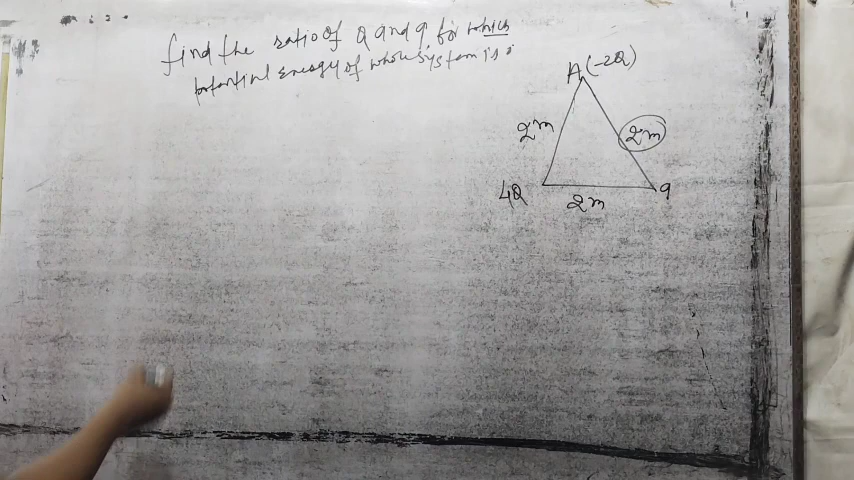 find the ratio of Q and q, for which
potential energy of whole system is 0
A(-2Q)
2m
2m
4Q
q
2m